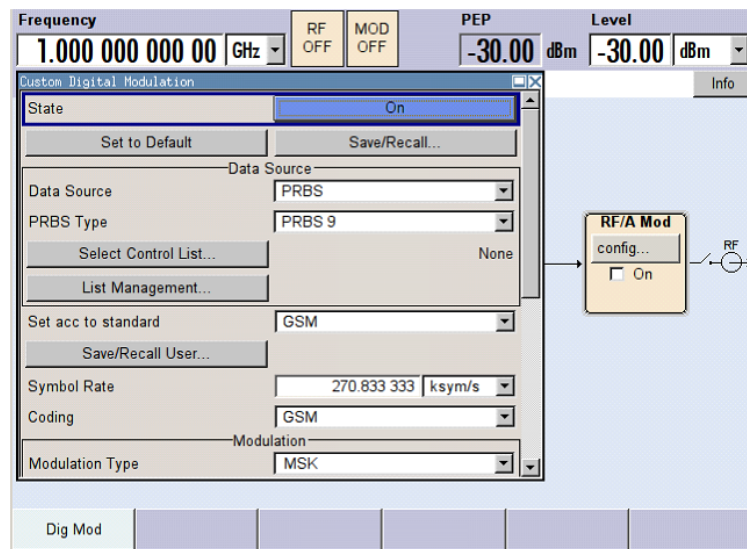 Frequency
RF OFF
MOD OFF
PEP
Level
1.000 000 000 00 GHz
-30.00 dBm
-30.00 dBm
Custom Digital Modulation
Info
State
On
Set to Default
Save/Recall...
Data Source
Data Source
PRBS
PRBS Type
PRBS 9
Select Control List...
None
List Management...
Set acc to standard
GSM
Save/Recall User...
Symbol Rate
270.833 333 ksym/s
Coding
GSM
Modulation
Modulation Type
MSK
RF/A Mod
config...
On
RF
Dig Mod